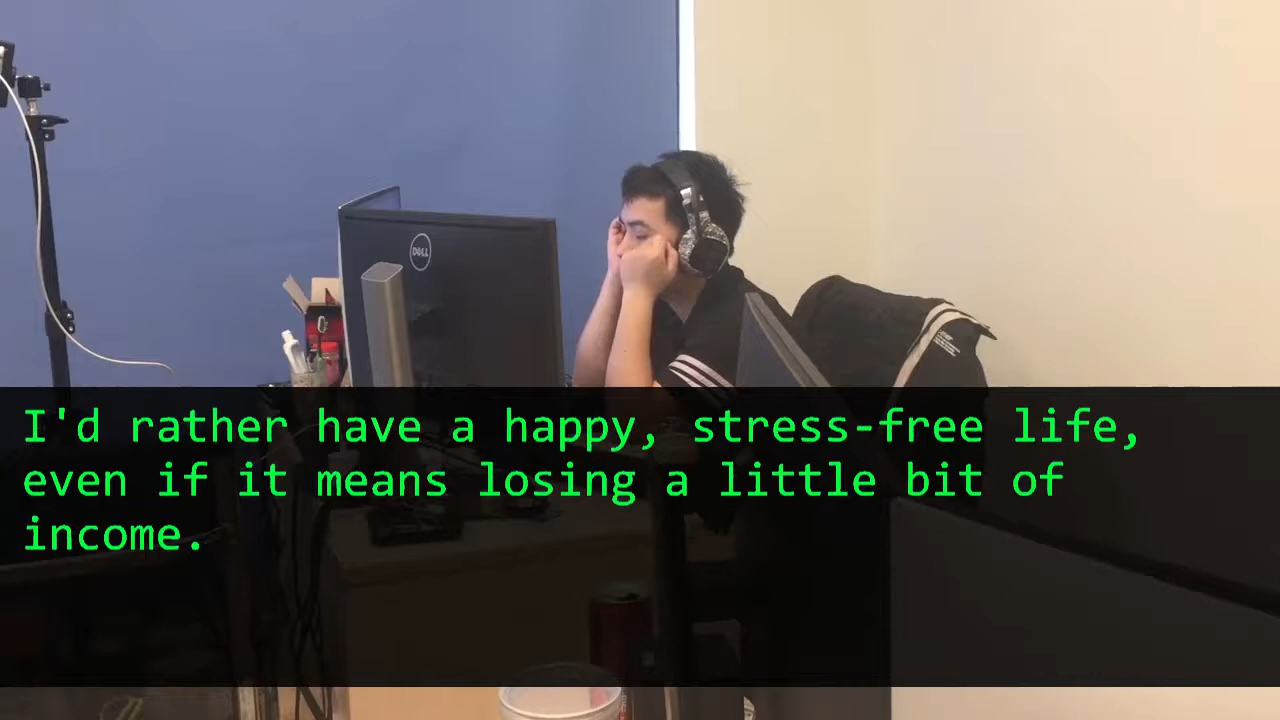 DELL
I'd rather have a happy, stress-free life,
even if it means losing a little bit of
income.